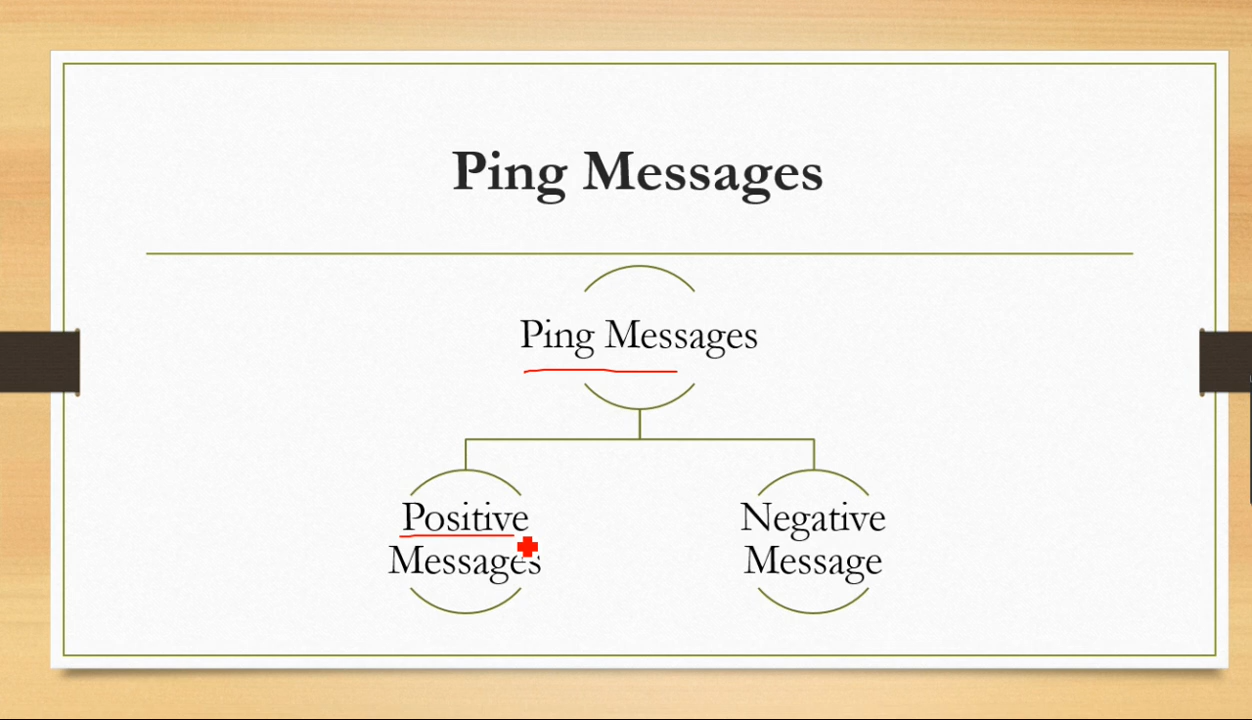 Ping Messages
Ping Messages
Positive
Messages
Negative
Message